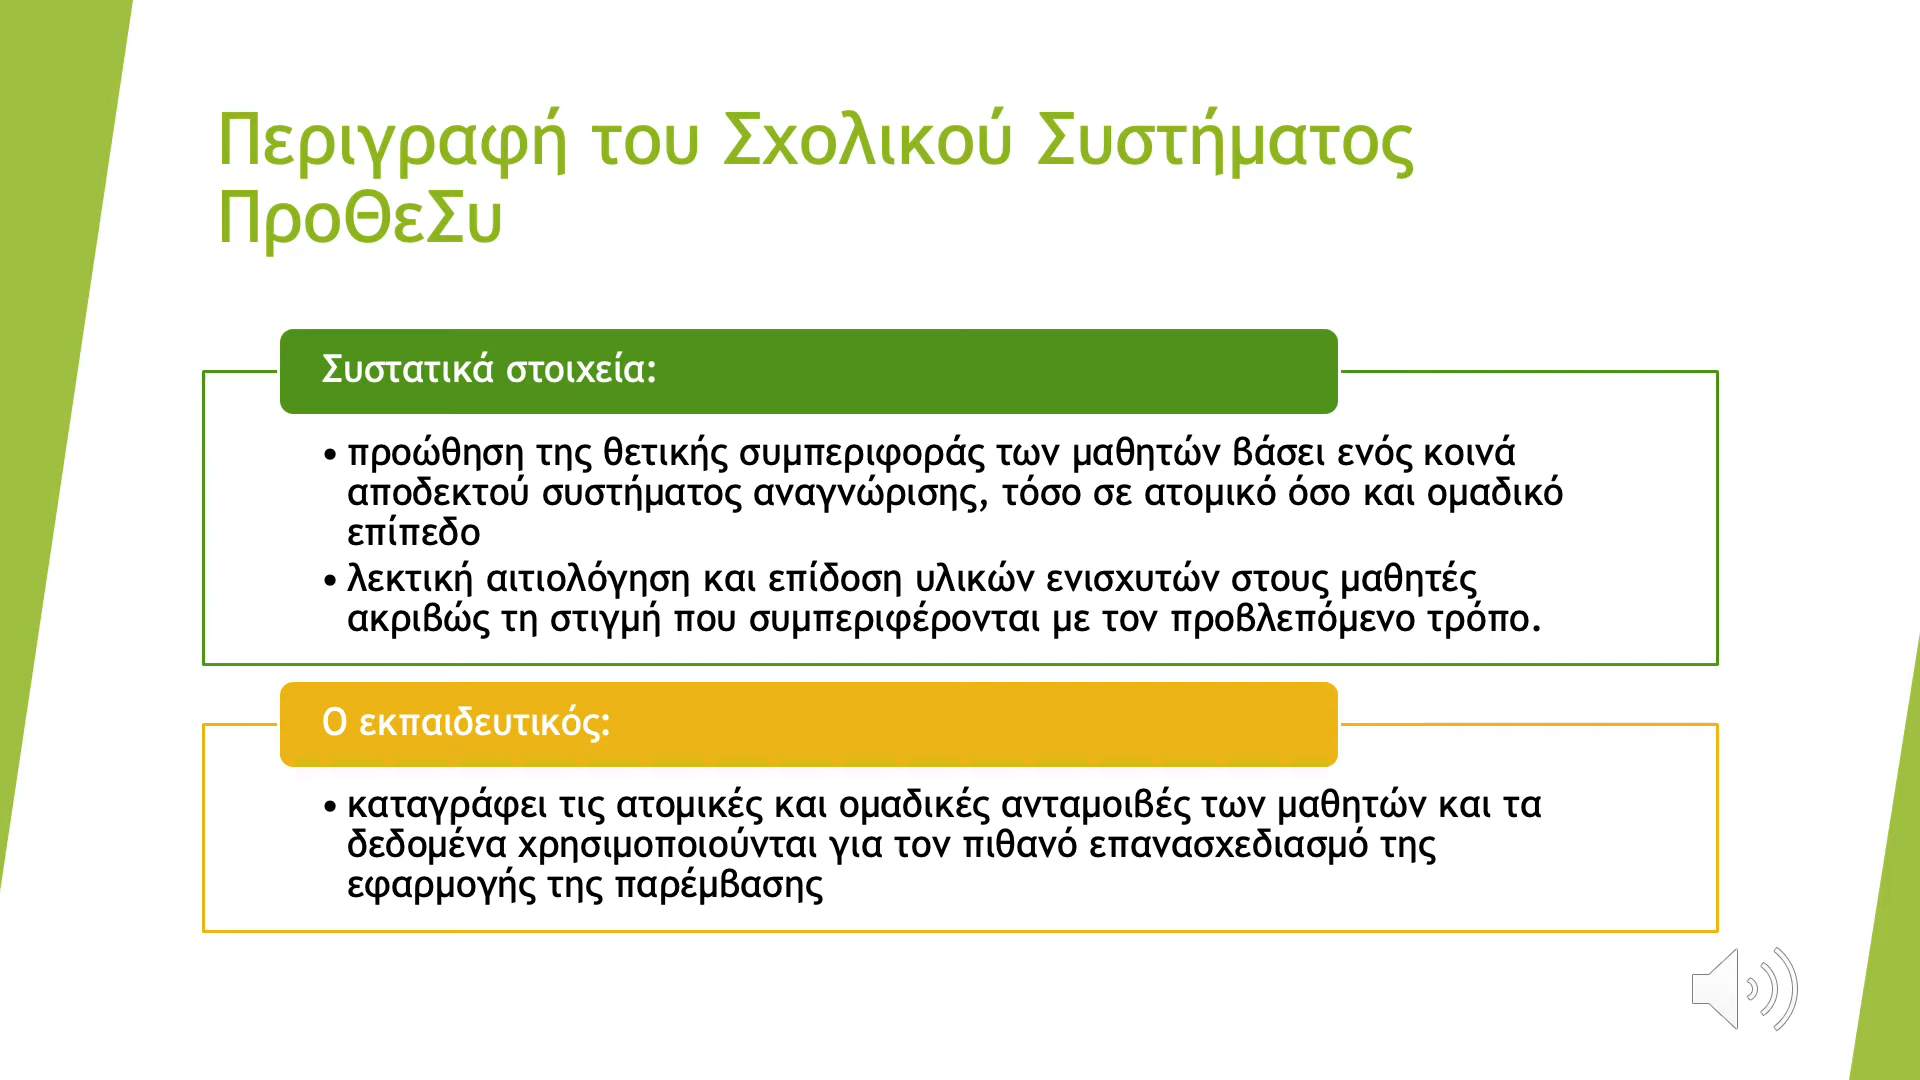 Περιγραφή του Σχολικού Συστήματος
ΠροΘεΣυ
Συστατικά στοιχεία:
• προώθηση της θετικής συμπεριφοράς των μαθητών βάσει ενός κοινά
αποδεκτού συστήματος αναγνώρισης, τόσο σε ατομικό όσο και ομαδικό
επίπεδο
• λεκτική αιτιολόγηση και επίδοση υλικών ενισχυτών στους μαθητές
ακριβώς τη στιγμή που συμπεριφέρονται με τον προβλεπόμενο τρόπο.
Ο εκπαιδευτικός:
• καταγράφει τις ατομικές και ομαδικές ανταμοιβές των μαθητών και τα
δεδομένα χρησιμοποιούνται για τον πιθανό επανασχεδιασμό της
εφαρμογής της παρέμβασης